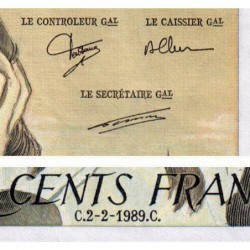 LE CONTROLEUR GAL LE CAISSIER GAL
LE SECRÉTAIRE GAL
CENTS FRAN
C.2-2-1989.C.